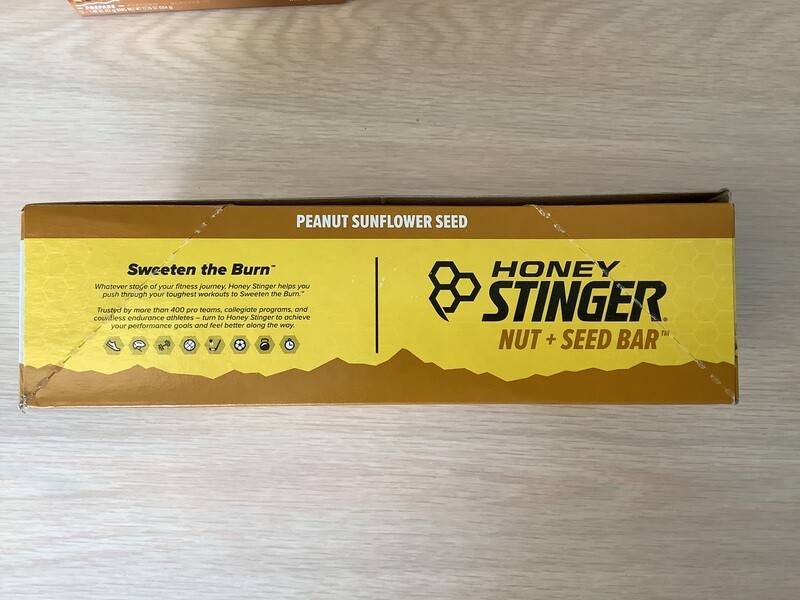 PREPARE
PEANUT SUNFLOWER SEED
Sweeten the Burn™
Whatever stage of your fitness journey, Honey Stinger helps you
push through your toughest workouts to Sweeten the Burn.™
Trusted by more than 400 pro teams, collegiate programs, and
countless endurance athletes – turn to Honey Stinger to achieve
your performance goals and feel better along the way.
HONEY
STINGER®
NUT + SEED BAR™